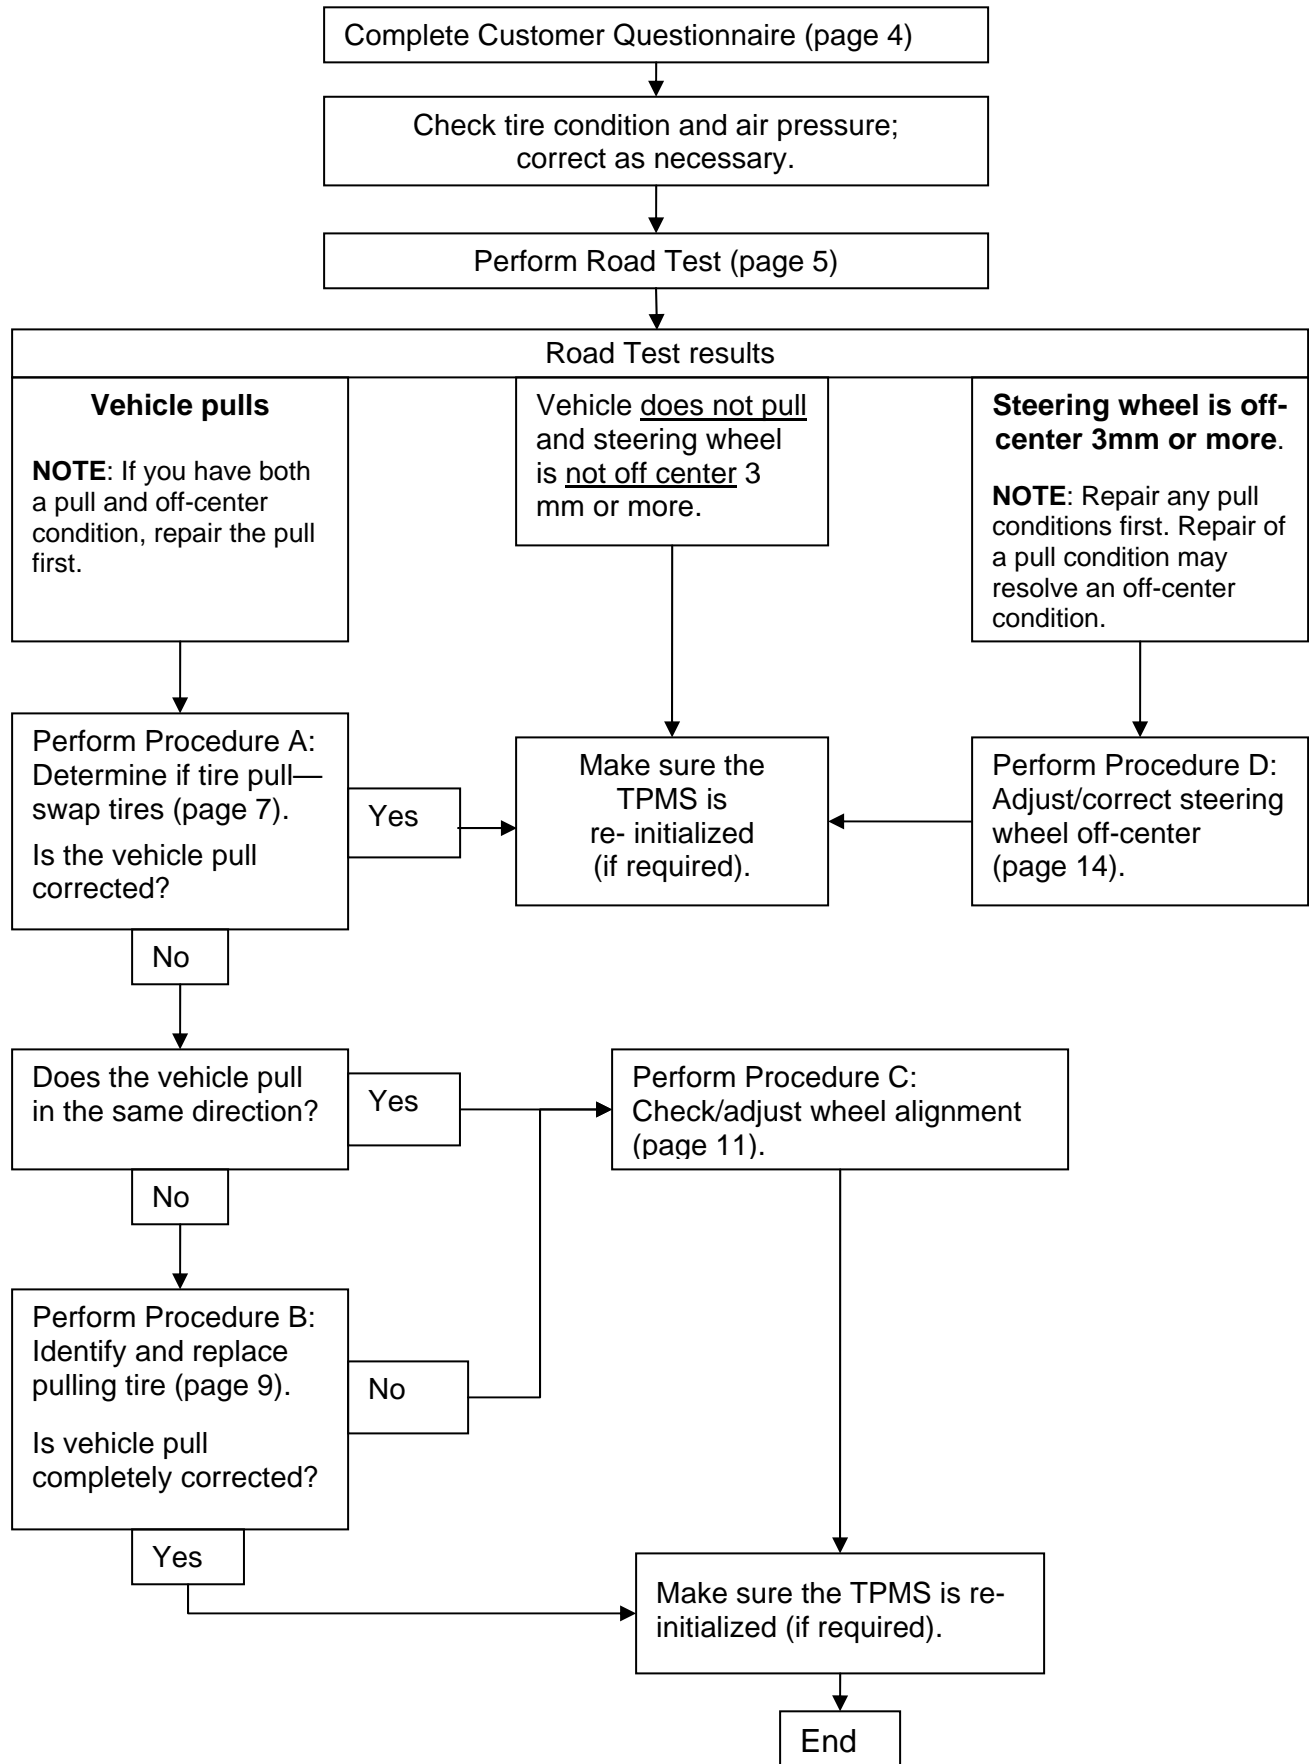 Complete Customer Questionnaire (page 4)
Check tire condition and air pressure;
correct as necessary.
Perform Road Test (page 5)
Road Test results
Vehicle pulls
NOTE: If you have both
a pull and off-center
condition, repair the pull
first.
Vehicle does not pull
and steering wheel
is not off center 3
mm or more.
Steering wheel is off-
center 3mm or more.
NOTE: Repair any pull
conditions first. Repair of
a pull condition may
resolve an off-center
condition.
Perform Procedure A:
Determine if tire pull—
swap tires (page 7).
Is the vehicle pull
corrected?
Yes
No
Make sure the
TPMS is
re- initialized
(if required).
Perform Procedure D:
Adjust/correct steering
wheel off-center
(page 14).
Does the vehicle pull
in the same direction?
Yes
No
Perform Procedure C:
Check/adjust wheel alignment
(page 11).
Perform Procedure B:
Identify and replace
pulling tire (page 9).
Is vehicle pull
completely corrected?
No
Yes
Make sure the TPMS is re-
initialized (if required).
End